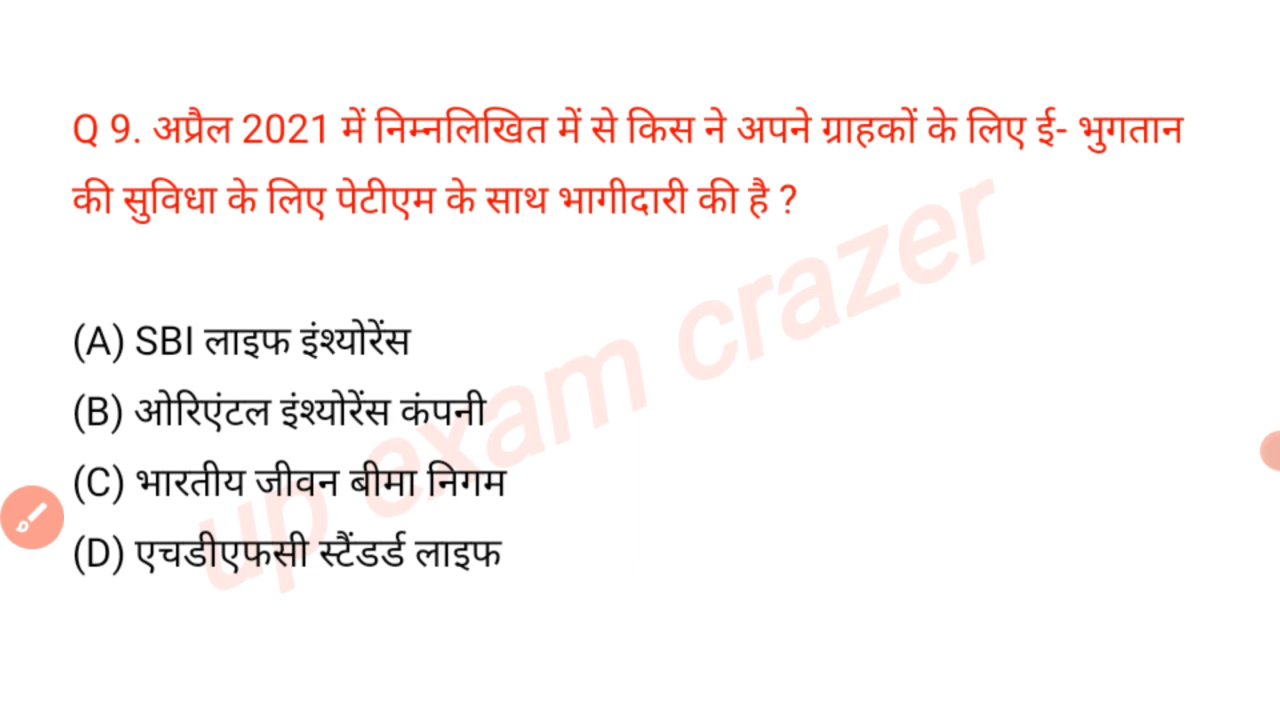 Q 9. अप्रैल 2021 में निम्नलिखित में से किस ने अपने ग्राहकों के लिए ई- भुगतान
की सुविधा के लिए पेटीएम के साथ भागीदारी की है ?
(A) SBI लाइफ इंश्योरेंस
(B) ओरिएंटल इंश्योरेंस कंपनी
(C) भारतीय जीवन बीमा निगम
(D) एचडीएफसी स्टैंडर्ड लाइफ
up exam crazer